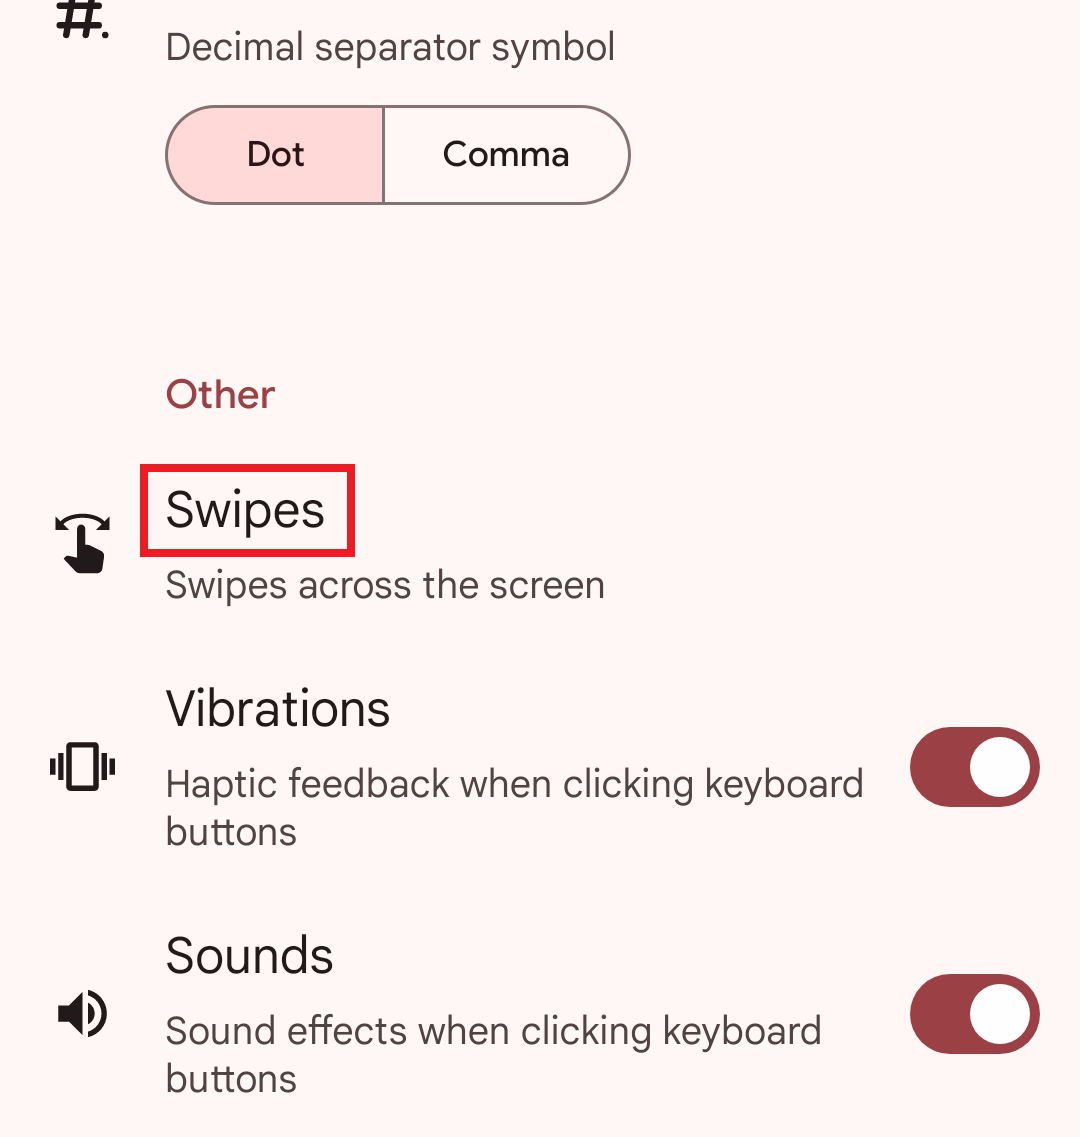 Decimal separator symbol
Dot
Comma
Other
Swipes
Swipes across the screen
Vibrations
Haptic feedback when clicking keyboard
buttons
Sounds
Sound effects when clicking keyboard
buttons